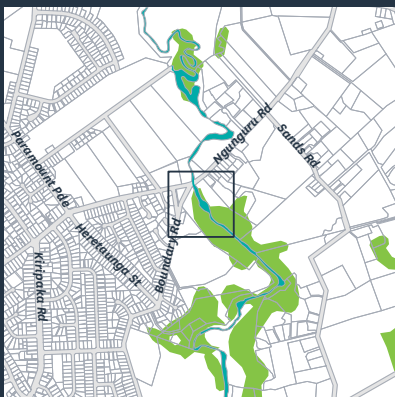 Ngunguru Rd
Sands Rd
Paramount Pde
Heretaunga St
Boundary Rd
Kiripaka Rd